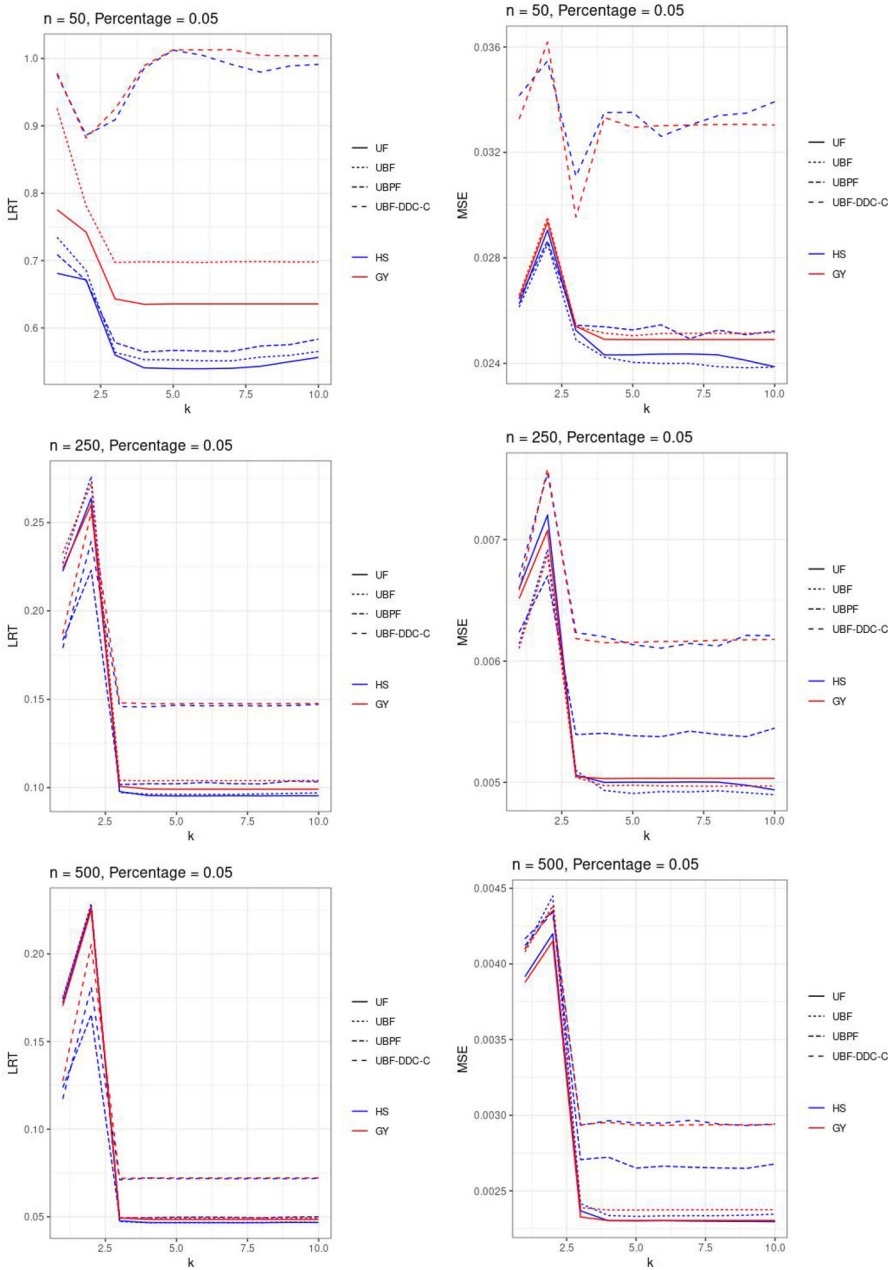 n = 50, Percentage = 0.05
1.0
0.9
0.8
0.7
0.6
LRT
2.5 5.0 7.5 10.0
k
UF
UBF
UBPF
UBF-DDC-C
HS
GY
n = 50, Percentage = 0.05
0.036
0.032
0.028
0.024
MSE
2.5 5.0 7.5 10.0
k
UF
UBF
UBPF
UBF-DDC-C
HS
GY
n = 250, Percentage = 0.05
0.25
0.20
0.15
0.10
LRT
2.5 5.0 7.5 10.0
k
UF
UBF
UBPF
UBF-DDC-C
HS
GY
n = 250, Percentage = 0.05
0.007
0.006
0.005
MSE
2.5 5.0 7.5 10.0
k
UF
UBF
UBPF
UBF-DDC-C
HS
GY
n = 500, Percentage = 0.05
0.20
0.15
0.10
0.05
LRT
2.5 5.0 7.5 10.0
k
UF
UBF
UBPF
UBF-DDC-C
HS
GY
n = 500, Percentage = 0.05
0.0045
0.0040
0.0035
0.0030
0.0025
MSE
2.5 5.0 7.5 10.0
k
UF
UBF
UBPF
UBF-DDC-C
HS
GY